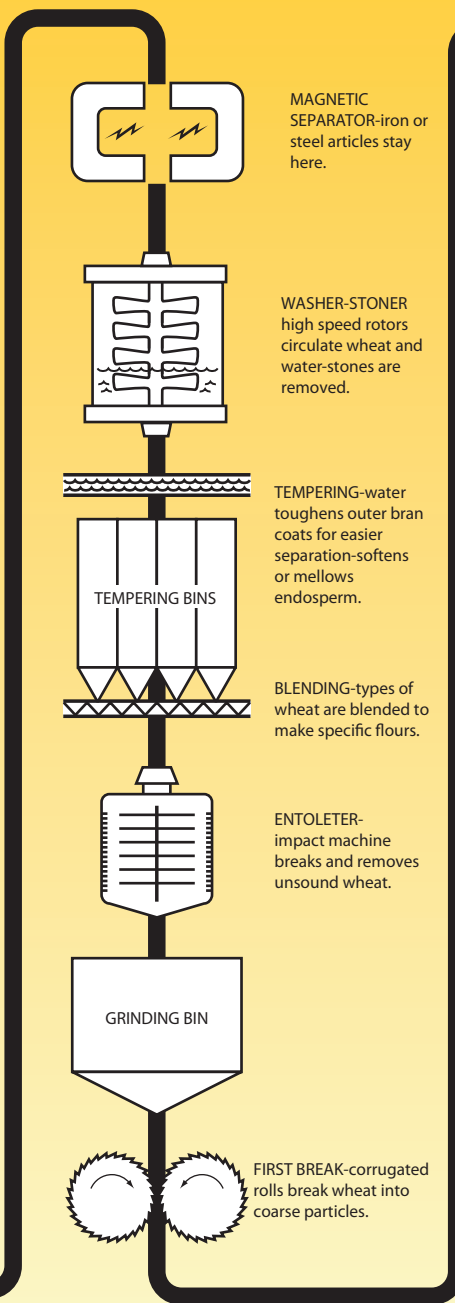 MAGNETIC
SEPARATOR-iron or
steel articles stay
here.
WASHER-STONER
high speed rotors
circulate wheat and
water-stones are
removed.
TEMPERING-water
toughens outer bran
coats for easier
separation-softens
or mellows
endosperm.
TEMPERING BINS
BLENDING-types of
wheat are blended to
make specific flours.
ENTOLETER-
impact machine
breaks and removes
unsound wheat.
GRINDING BIN
FIRST BREAK-corrugated
rolls break wheat into
coarse particles.